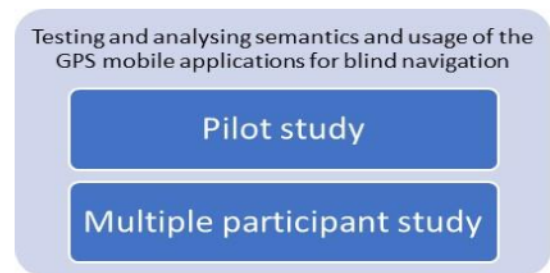 Testing and analysing semantics and usage of the
GPS mobile applications for blind navigation
Pilot study
Multiple participant study